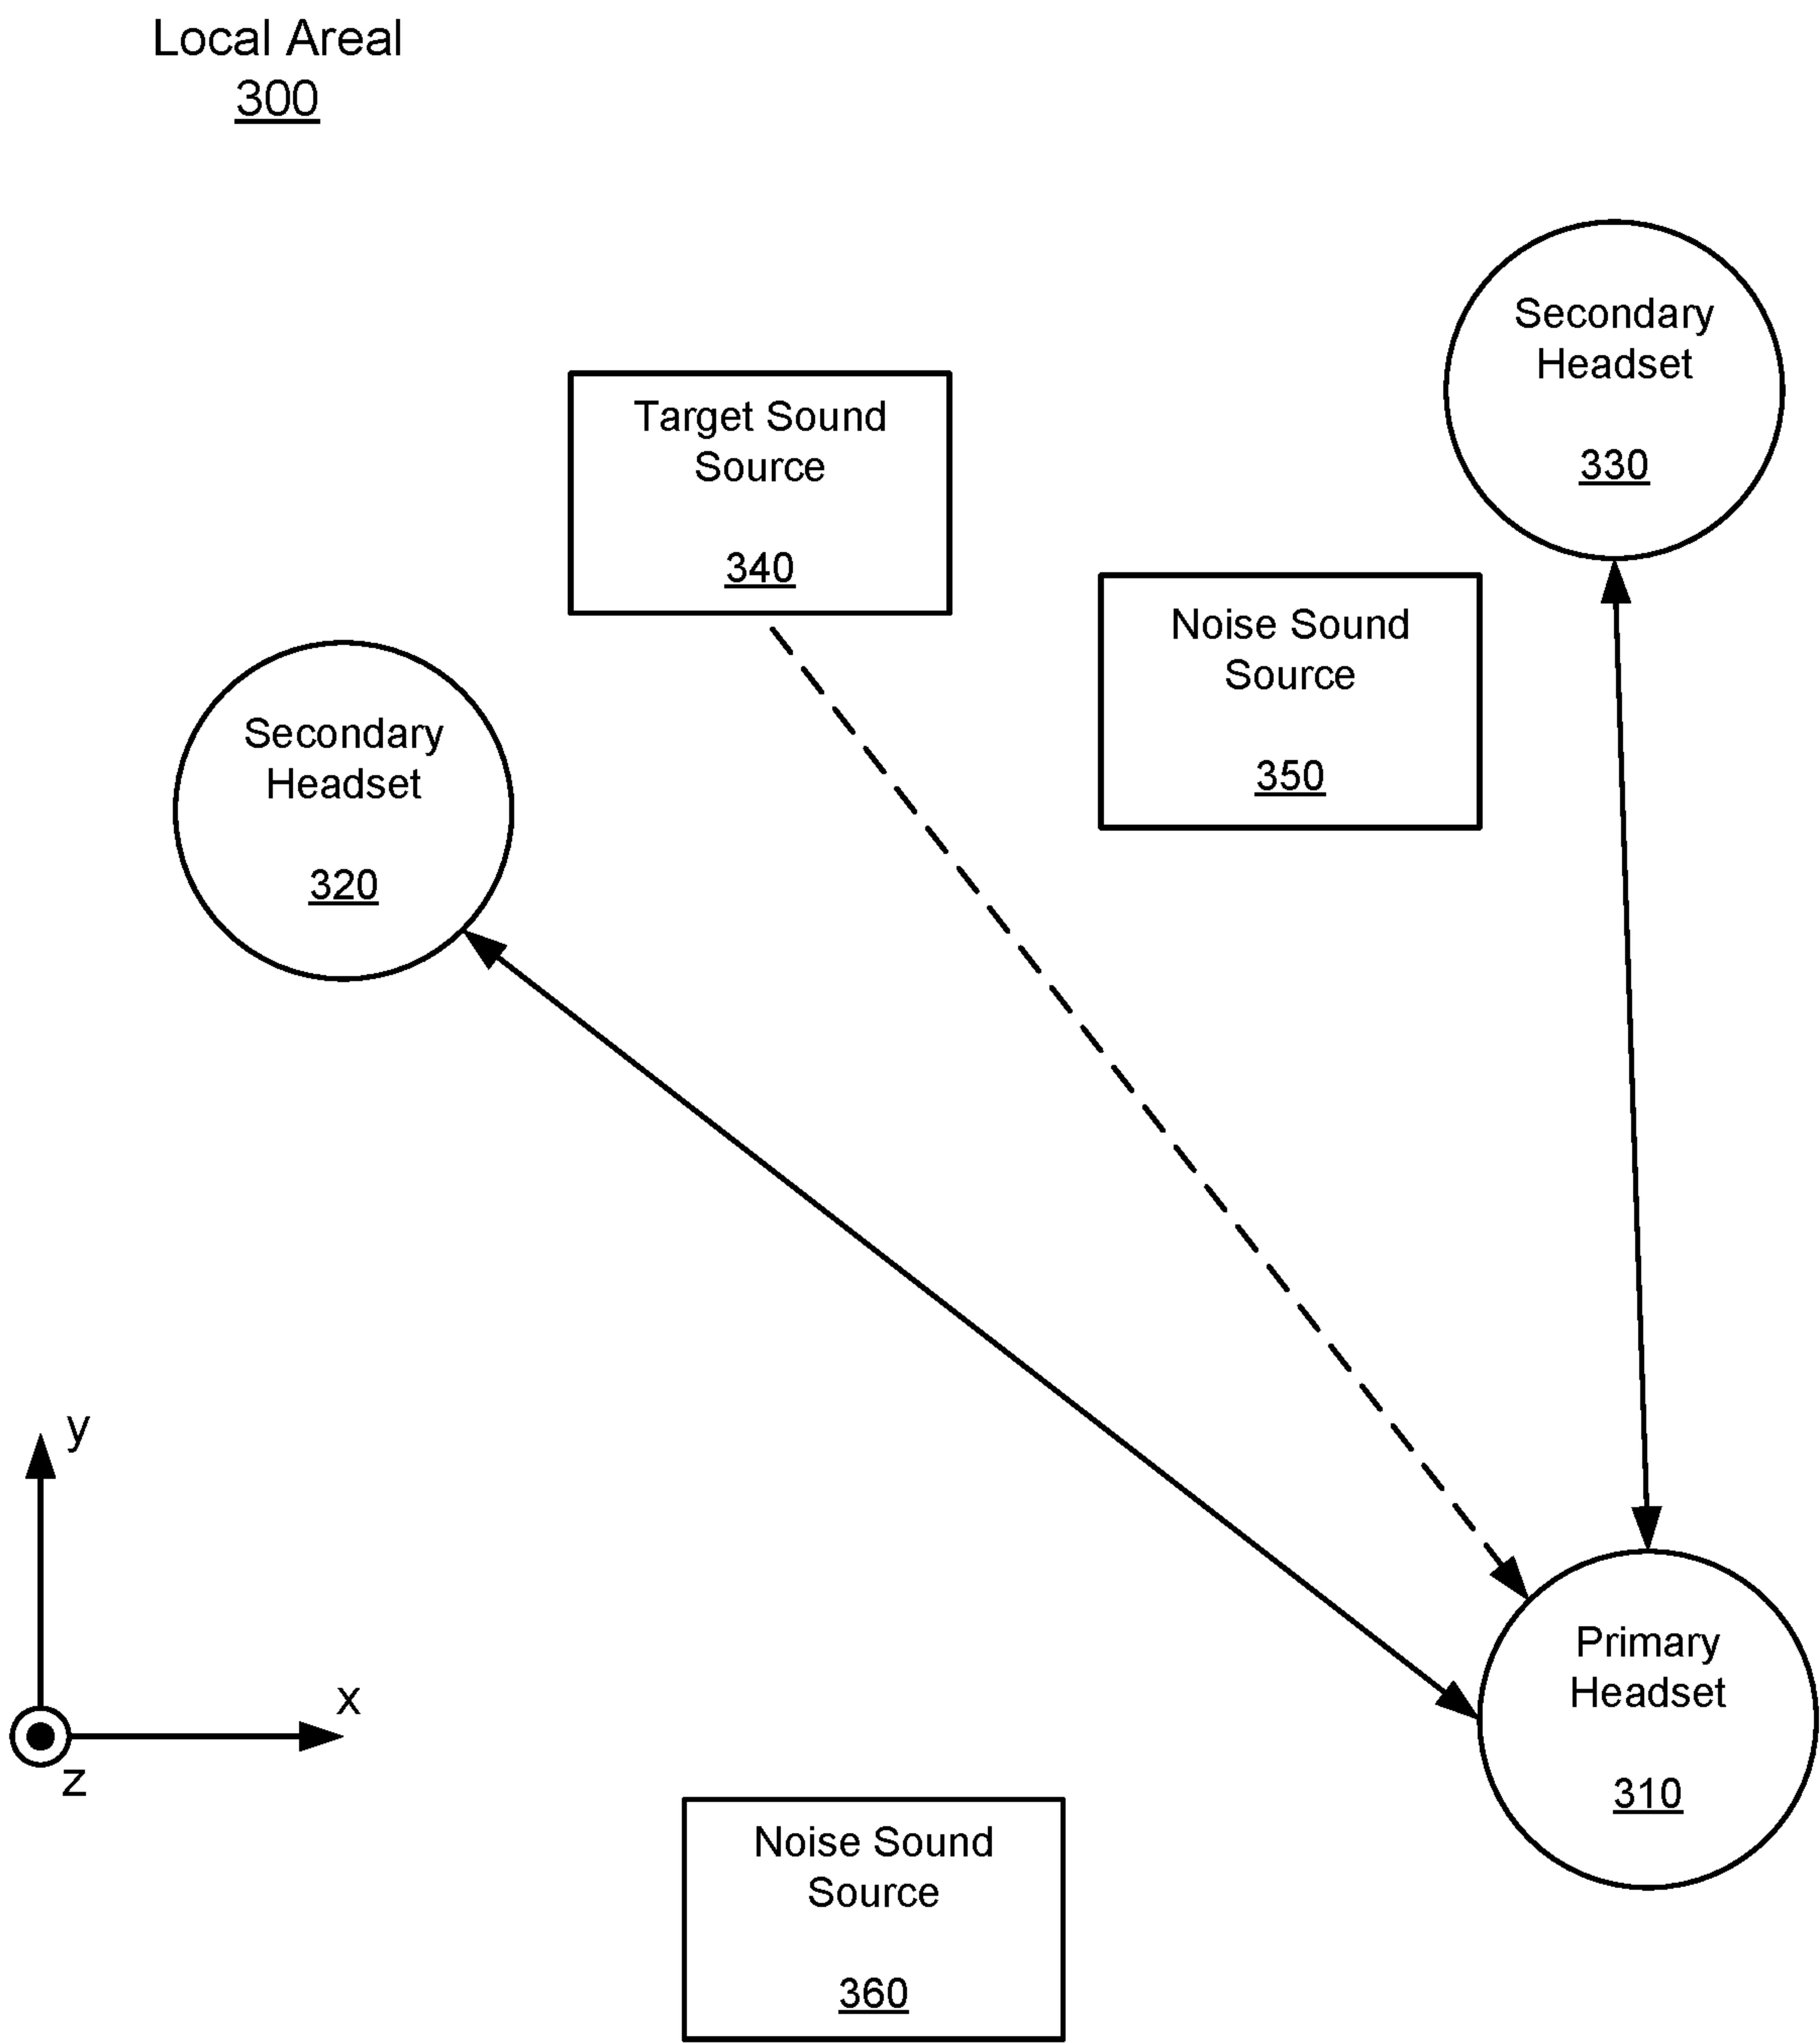 Local Areal
300
Secondary
Headset
330
Target Sound
Source
340
Noise Sound
Source
350
Secondary
Headset
320
y
x
z
Primary
Headset
310
Noise Sound
Source
360